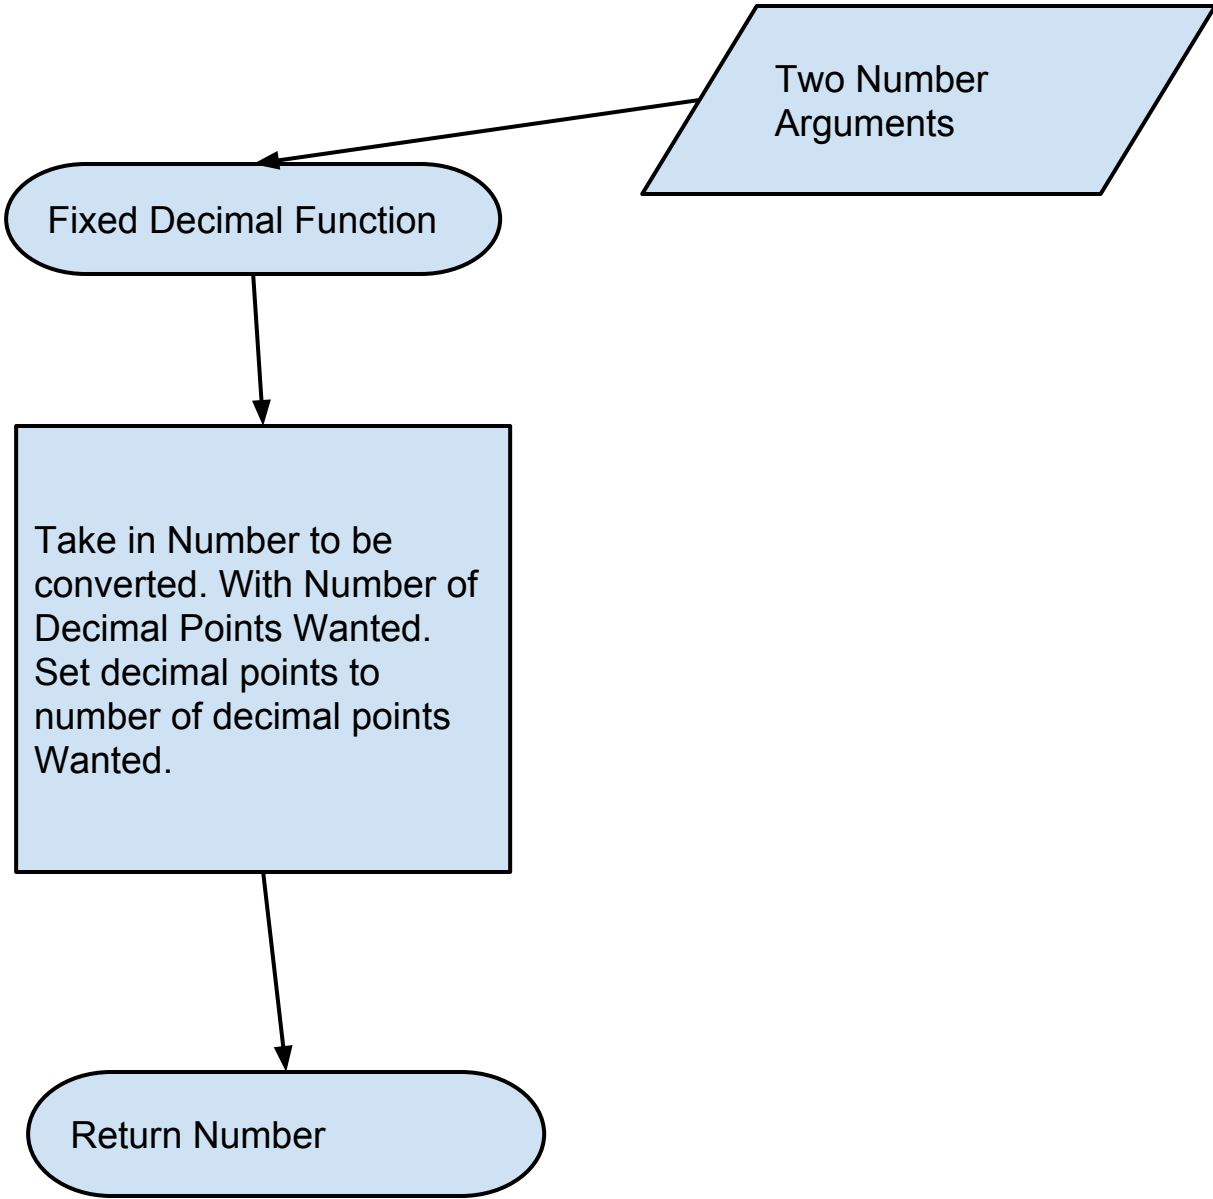 Two Number
Arguments
Fixed Decimal Function
Take in Number to be
converted. With Number of
Decimal Points Wanted.
Set decimal points to
number of decimal points
Wanted.
Return Number